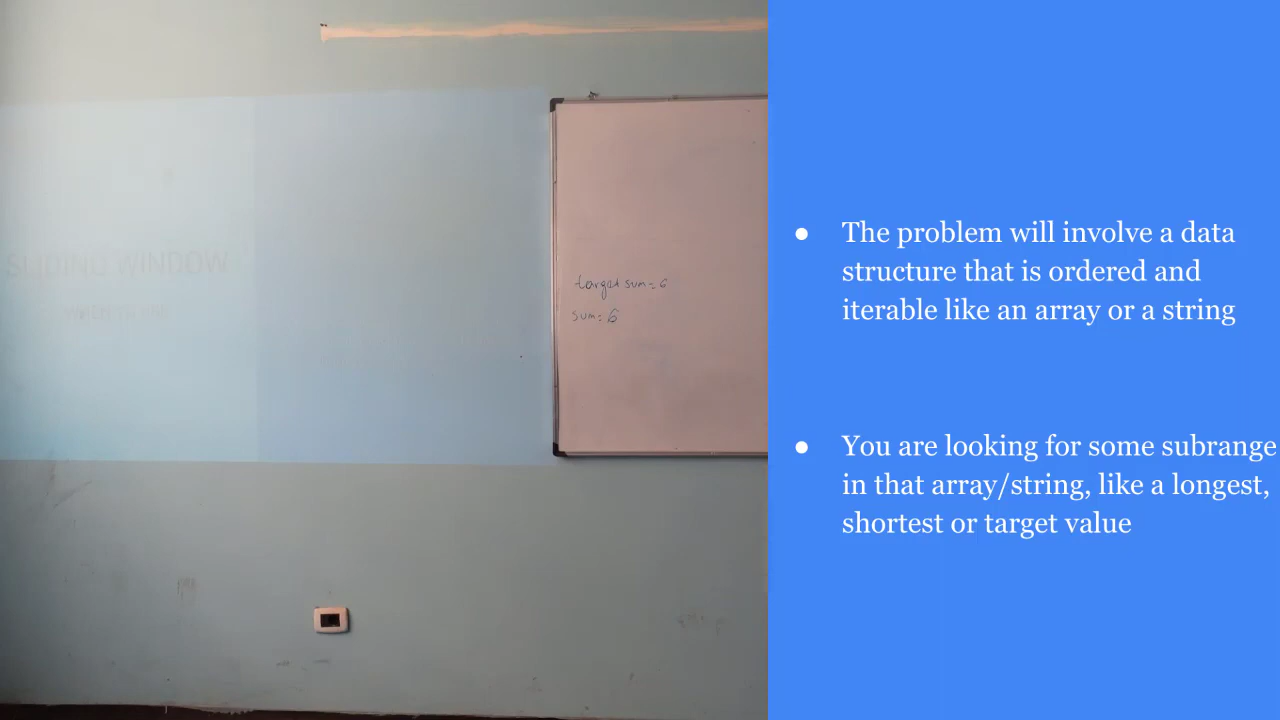 SLIDING WINDOW
target sum = 6
sum = 6
● The problem will involve a data
structure that is ordered and
iterable like an array or a string
● You are looking for some subrange
in that array/string, like a longest,
shortest or target value